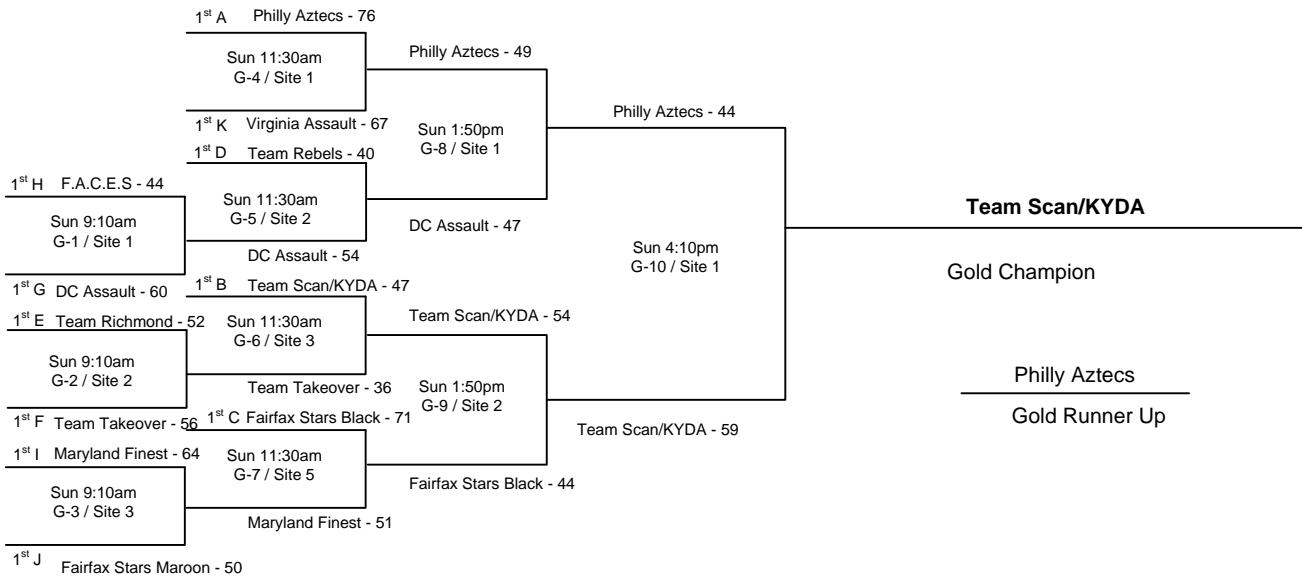 1st A Philly Aztecs - 76
Sun 11:30am
G-4 / Site 1
1st K Virginia Assault - 67
Philly Aztecs - 49
Sun 1:50pm
G-8 / Site 1
Philly Aztecs - 44
1st D Team Rebels - 40
1st H F.A.C.E.S - 44
Sun 9:10am
G-1 / Site 1
1st G DC Assault - 60
Sun 11:30am
G-5 / Site 2
DC Assault - 54
DC Assault - 47
Sun 4:10pm
G-10 / Site 1
Team Scan/KYDA
Gold Champion
1st B Team Scan/KYDA - 47
1st E Team Richmond - 52
Sun 9:10am
G-2 / Site 2
1st F Team Takeover - 56
Sun 11:30am
G-6 / Site 3
Team Takeover - 36
Team Scan/KYDA - 54
Sun 1:50pm
G-9 / Site 2
Team Scan/KYDA - 59
Philly Aztecs
Gold Runner Up
1st C Fairfax Stars Black - 71
1st I Maryland Finest - 64
Sun 9:10am
G-3 / Site 3
1st J Fairfax Stars Maroon - 50
Sun 11:30am
G-7 / Site 5
Maryland Finest - 51
Fairfax Stars Black - 44